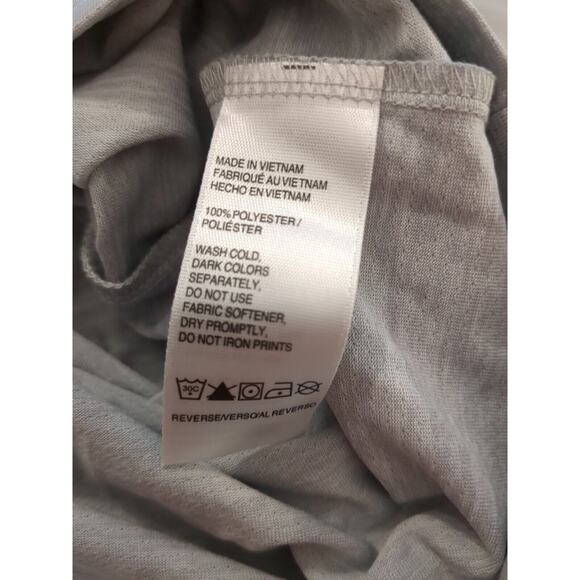 MADE IN VIETNAM
FABRIQUÉ AU VIETNAM
HECHO EN VIETNAM
100% POLYESTER /
POLIÉSTER
WASH COLD,
DARK COLORS
SEPARATELY,
DO NOT USE
FABRIC SOFTENER,
DRY PROMPTLY,
DO NOT IRON PRINTS
30C
REVERSE/VERSO/AL REVERSO